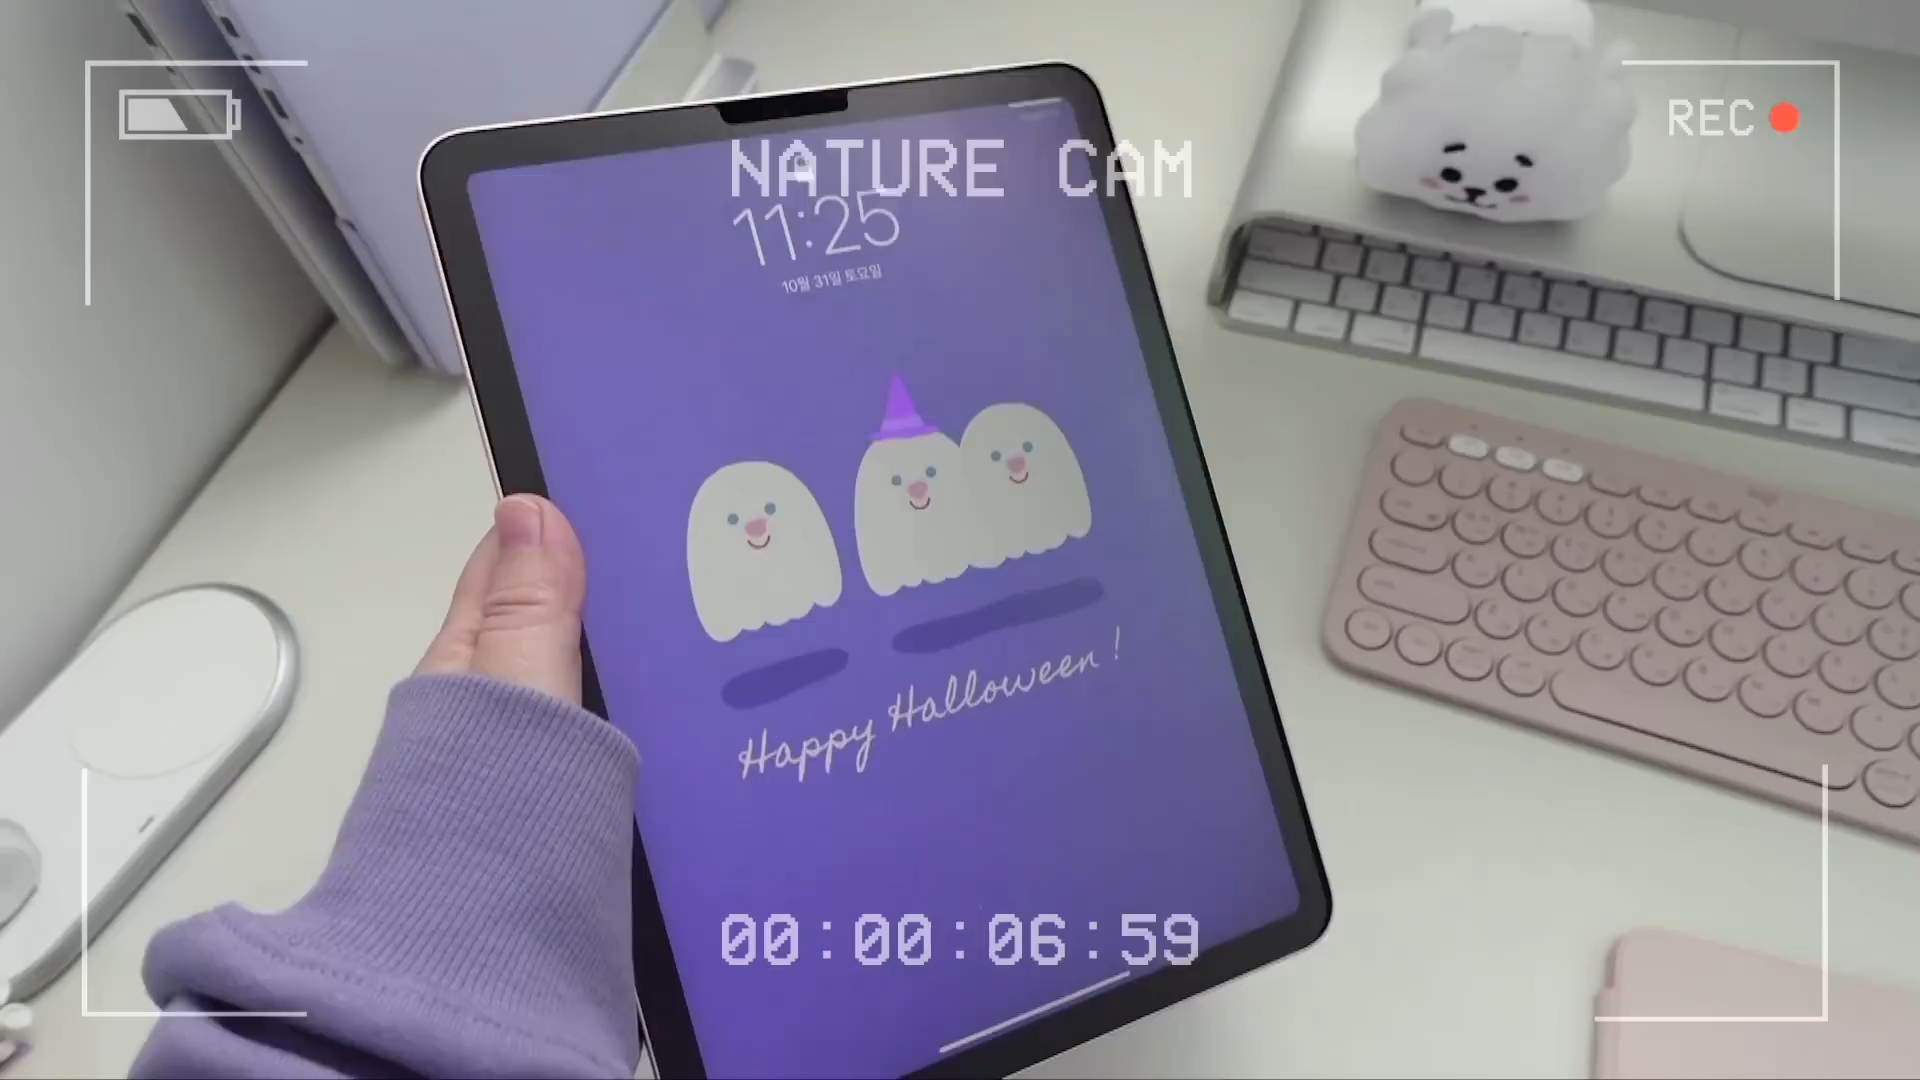 REC
NATURE CAM
11:25
10월 31일 토요일
Happy Halloween !
00:00:06:59